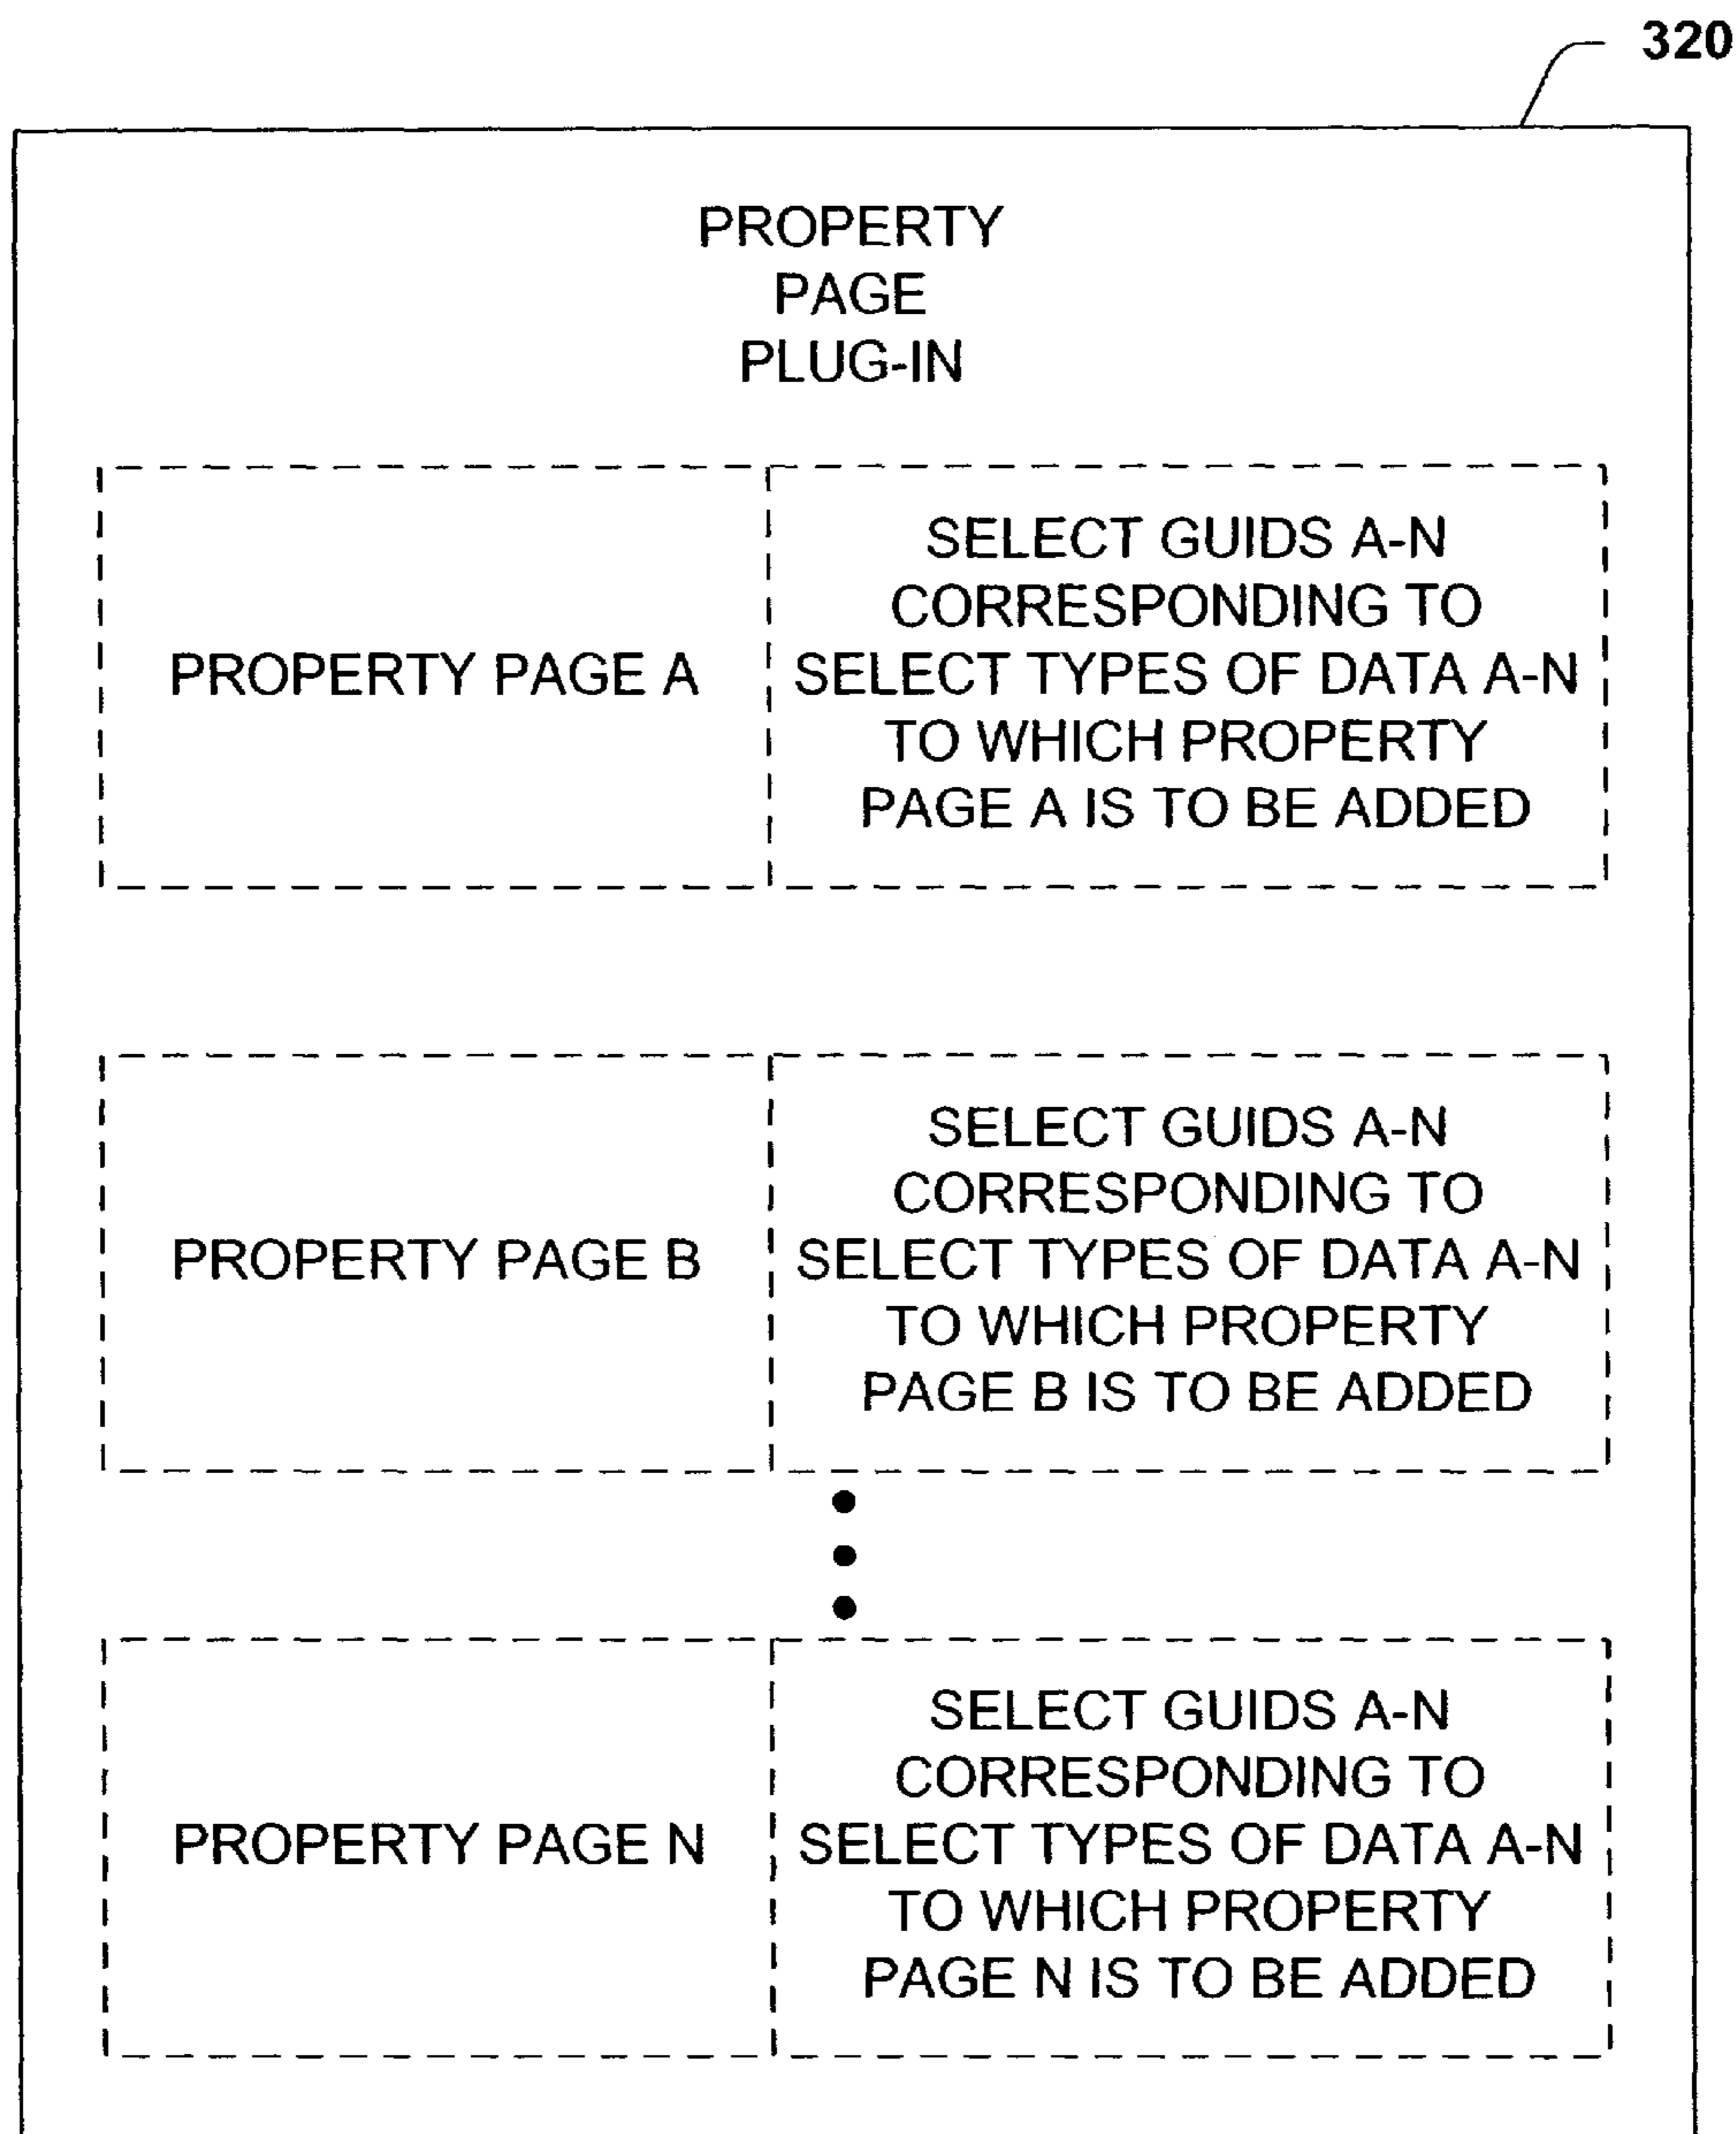 320
PROPERTY
PAGE
PLUG-IN
PROPERTY PAGE A
SELECT GUIDS A-N
CORRESPONDING TO
SELECT TYPES OF DATA A-N
TO WHICH PROPERTY
PAGE A IS TO BE ADDED
PROPERTY PAGE B
SELECT GUIDS A-N
CORRESPONDING TO
SELECT TYPES OF DATA A-N
TO WHICH PROPERTY
PAGE B IS TO BE ADDED
PROPERTY PAGE N
SELECT GUIDS A-N
CORRESPONDING TO
SELECT TYPES OF DATA A-N
TO WHICH PROPERTY
PAGE N IS TO BE ADDED